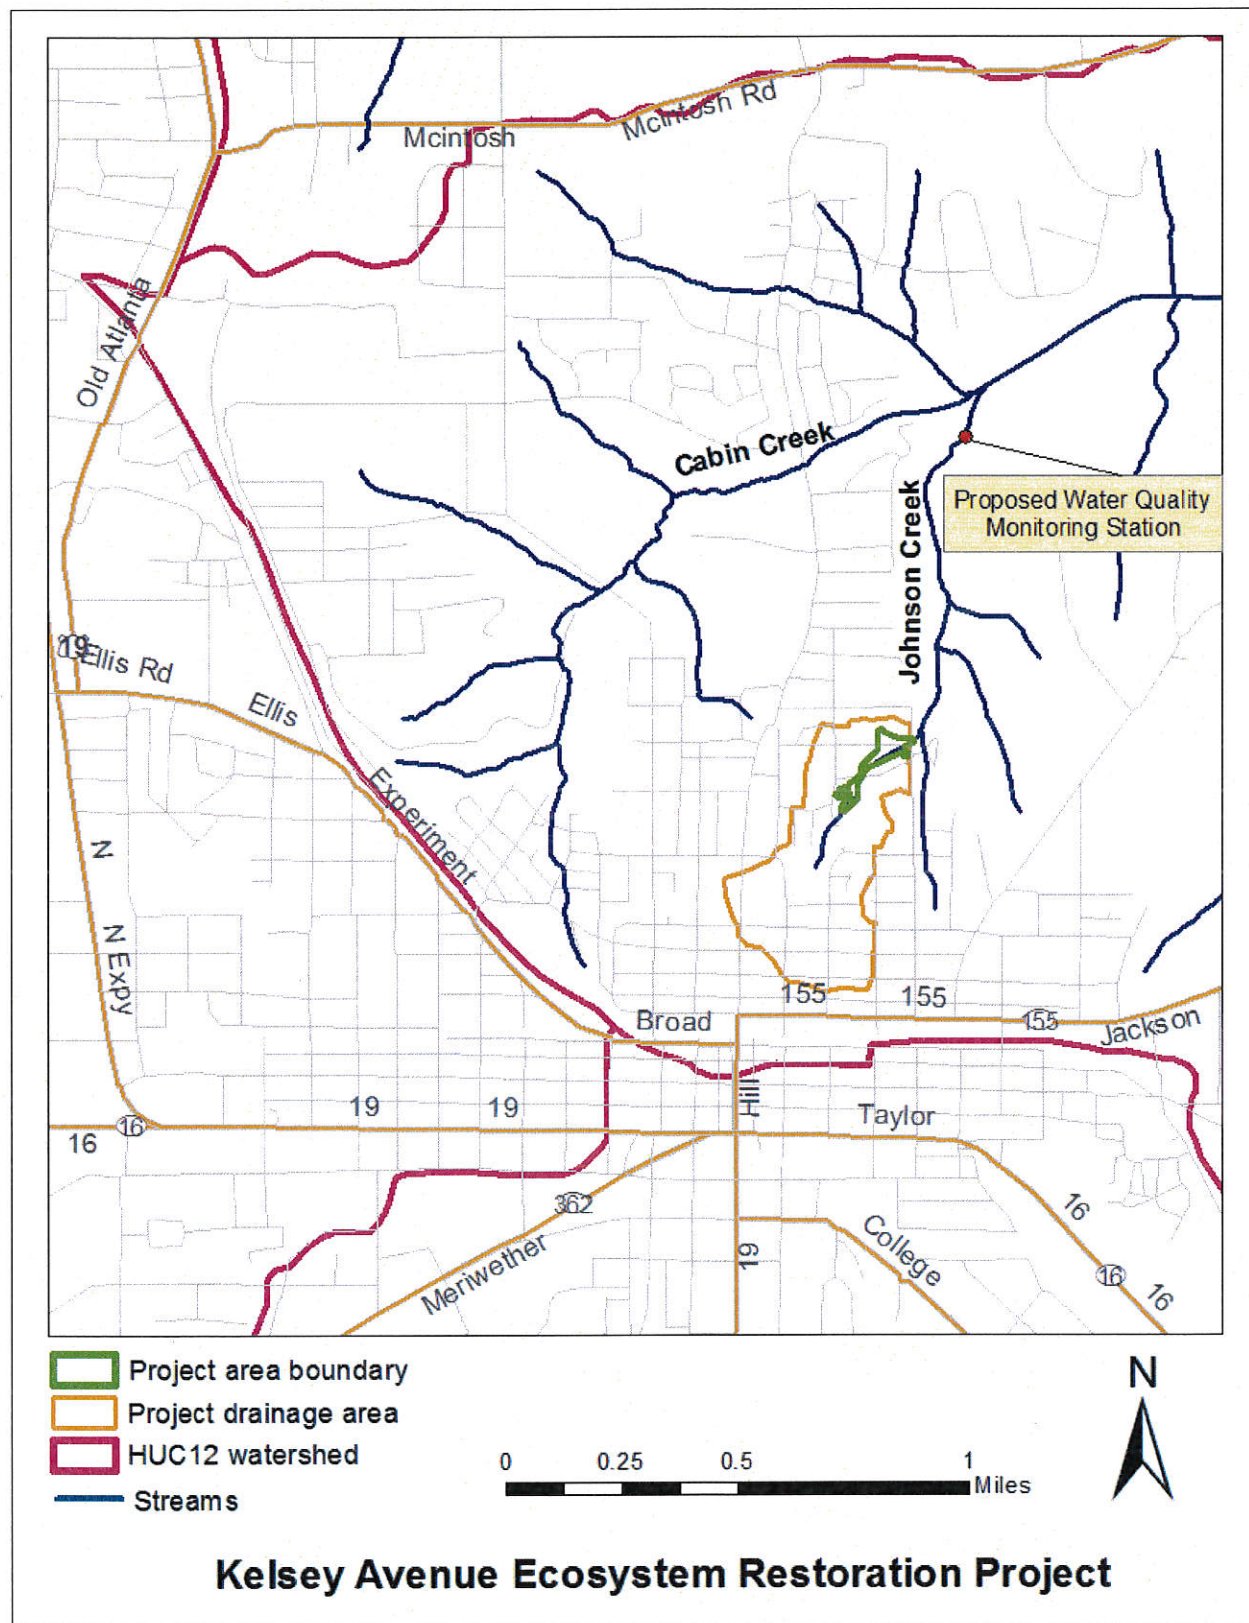 Mcintosh
Mcintosh Rd
Old Atlanta
Cabin Creek
Johnson Creek
Proposed Water Quality
Monitoring Station
19
Ellis Rd
Ellis
Experiment
N
N Expy
155
155
155
Broad
Jackson
Hill
19
19
Taylor
16
16
362
Meriwether
19
College
16
16
16
Project area boundary
Project drainage area
HUC12 watershed
Streams
0 0.25 0.5 1
Miles
N
Kelsey Avenue Ecosystem Restoration Project